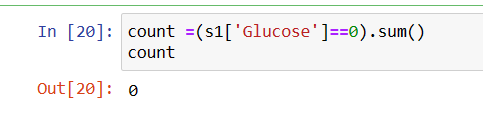 In [20]: count =(s1['Glucose']==0).sum()
count
Out[20]: 0